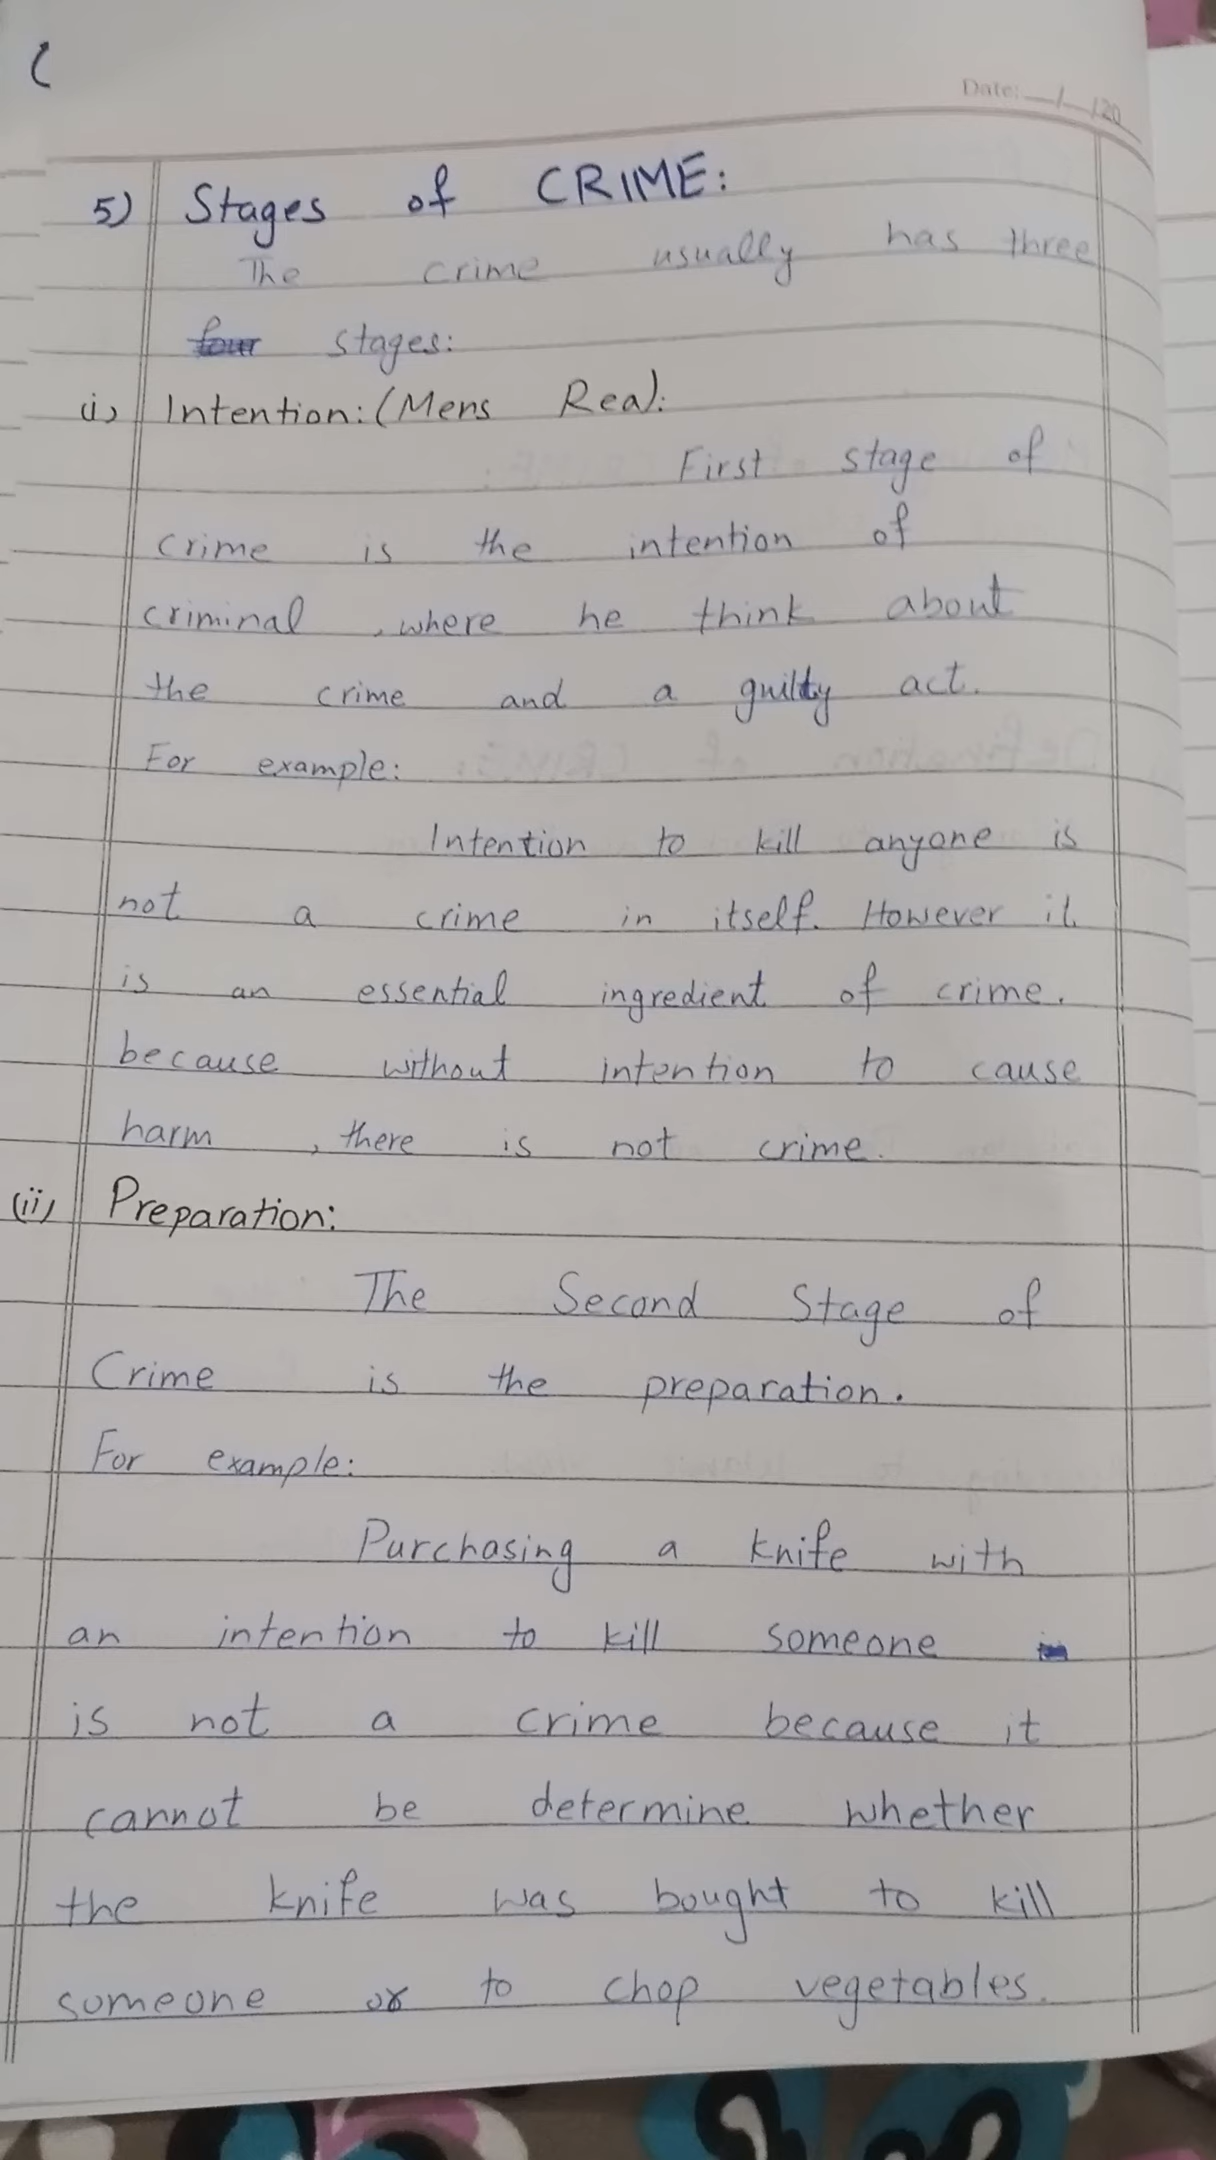 (
Date: __/__/20
5) Stages of CRIME:
The crime usually has three
four stages:
(i) Intention: (Mens Rea):
First stage of
crime is the intention of
criminal, where he think about
the crime and a guilty act.
For example:
Intention to kill anyone is
not a crime in itself. However it
is an essential ingredient of crime.
because without intention to cause
harm, there is not crime.
(ii) Preparation:
The Second Stage of
Crime is the preparation.
For example:
Purchasing a knife with
an intention to kill someone
is not a crime because it
cannot be determine whether
the knife was bought to kill
someone or to chop vegetables.